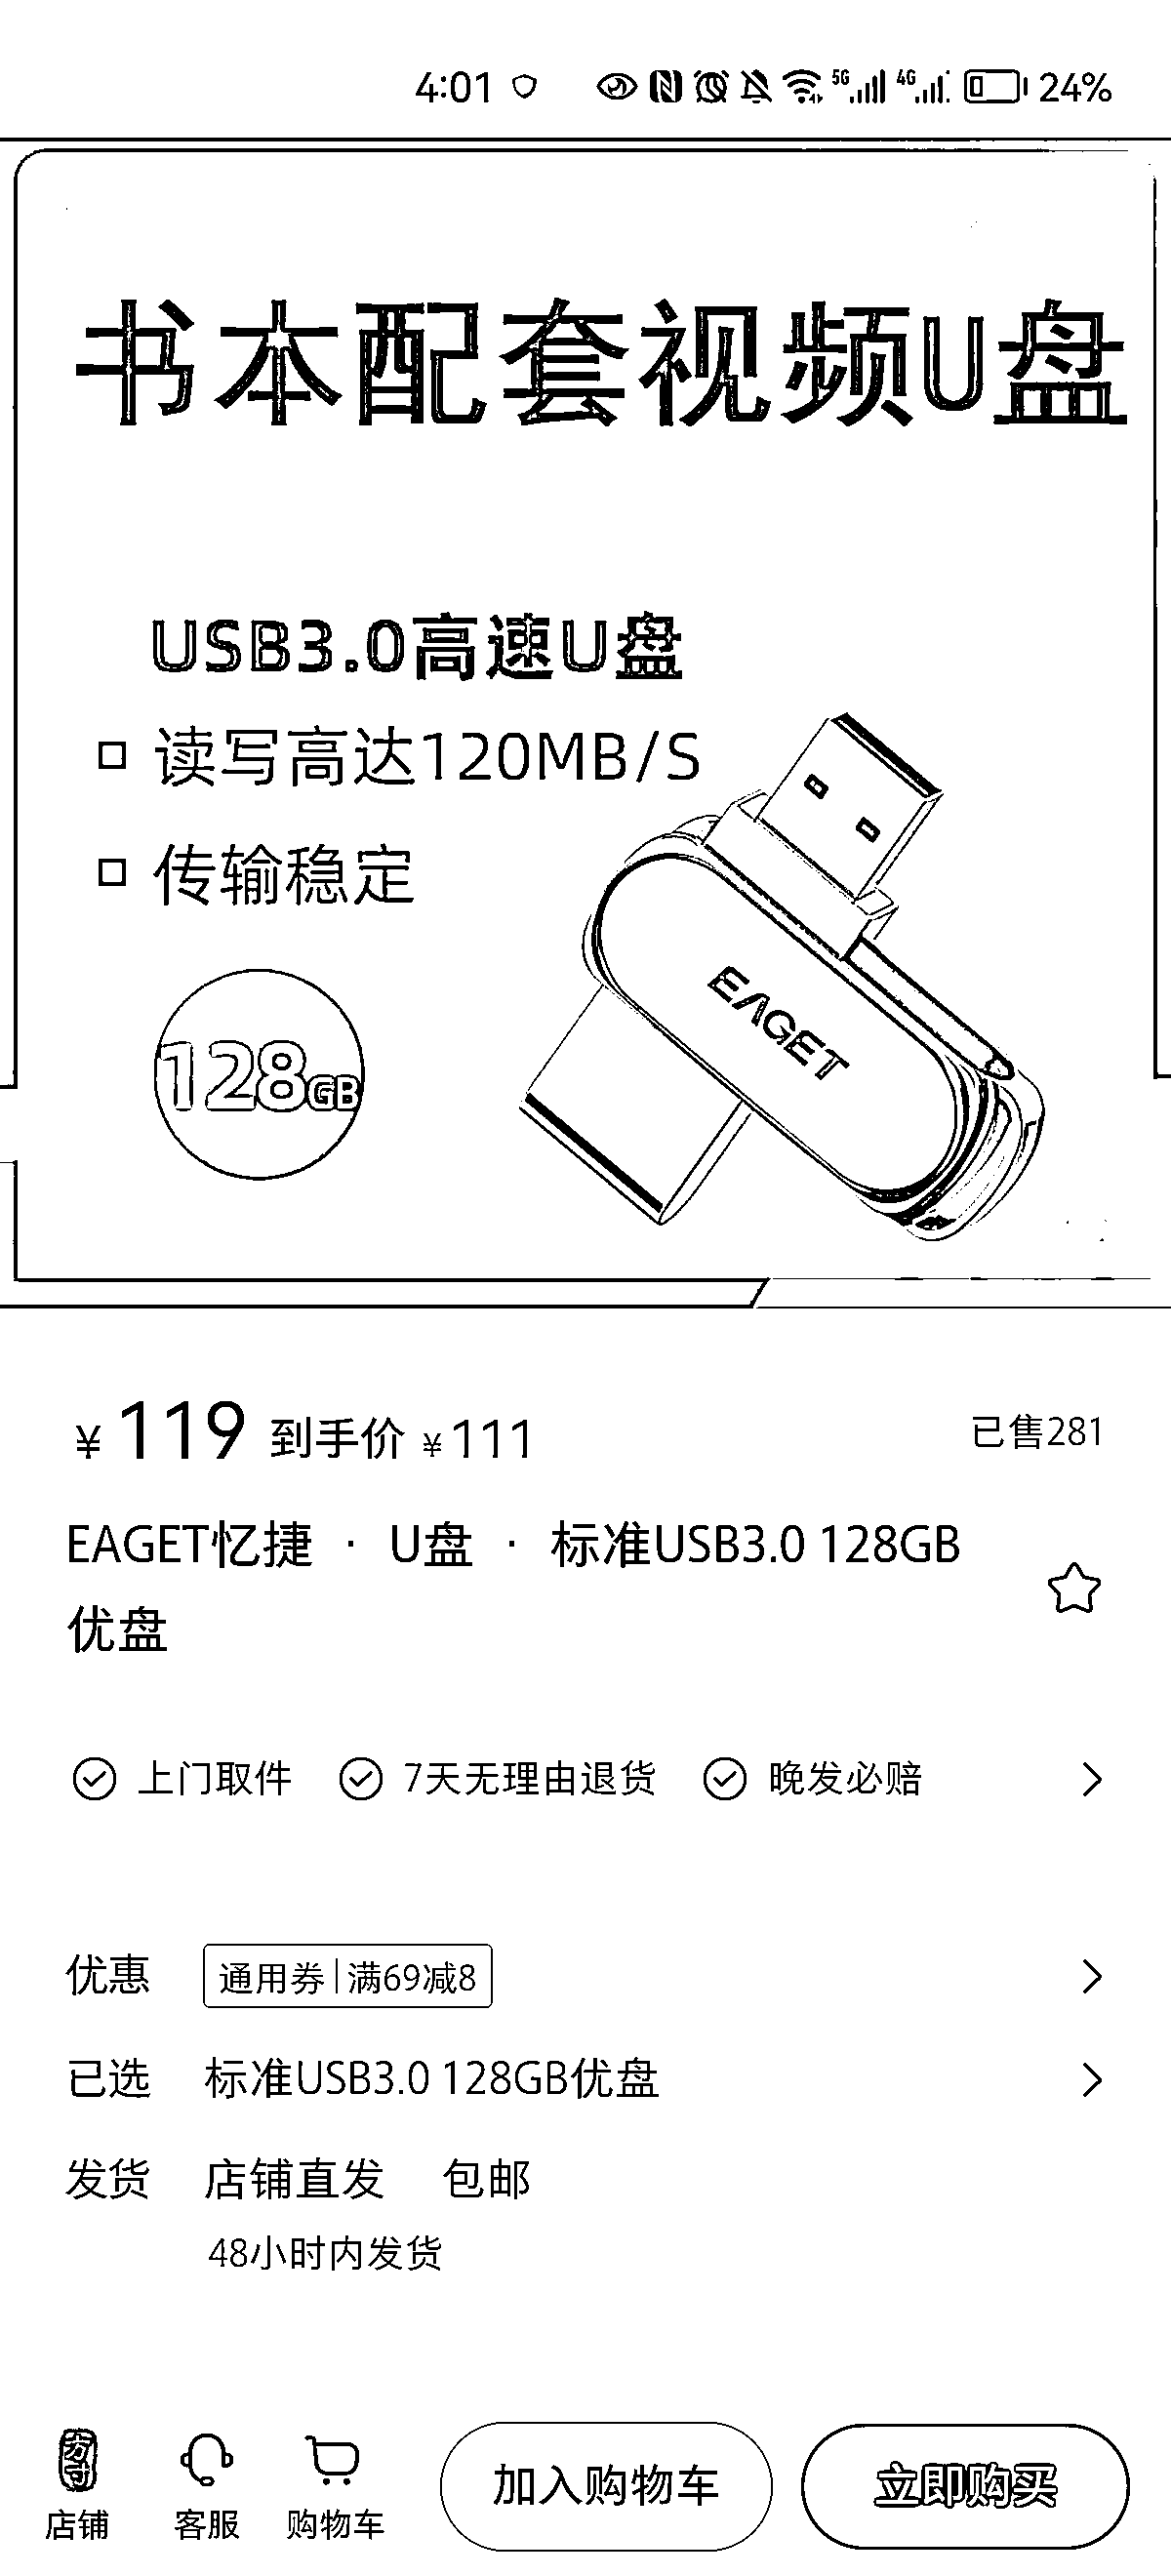 4:01 5G 4G 24%
书本配套视频U盘
USB3.0高速U盘
读写高达120MB/S
传输稳定
128GB
EAGET
¥119 到手价 ¥111 已售281
EAGET忆捷 · U盘 · 标准USB3.0 128GB
优盘
上门取件 7天无理由退货 晚发必赔
优惠 通用券|满69减8
已选 标准USB3.0 128GB优盘
发货 店铺直发 包邮
48小时内发货
方寸
店铺 客服 购物车 加入购物车 立即购买